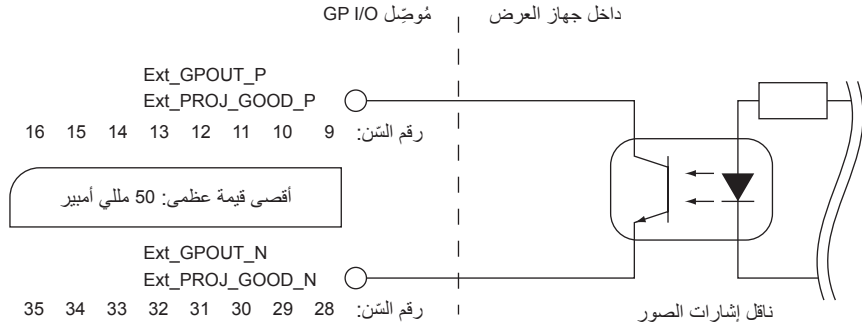 داخل جهاز العرض
مُوصِّل GP I/O
Ext_GPOUT_P
Ext_PROJ_GOOD_P
رقم السّن: 9 10 11 12 13 14 15 16
أقصى قيمة عظمى: 50 مللي أمبير
Ext_GPOUT_N
Ext_PROJ_GOOD_N
رقم السّن: 28 29 30 31 32 33 34 35
ناقل إشارات الصور